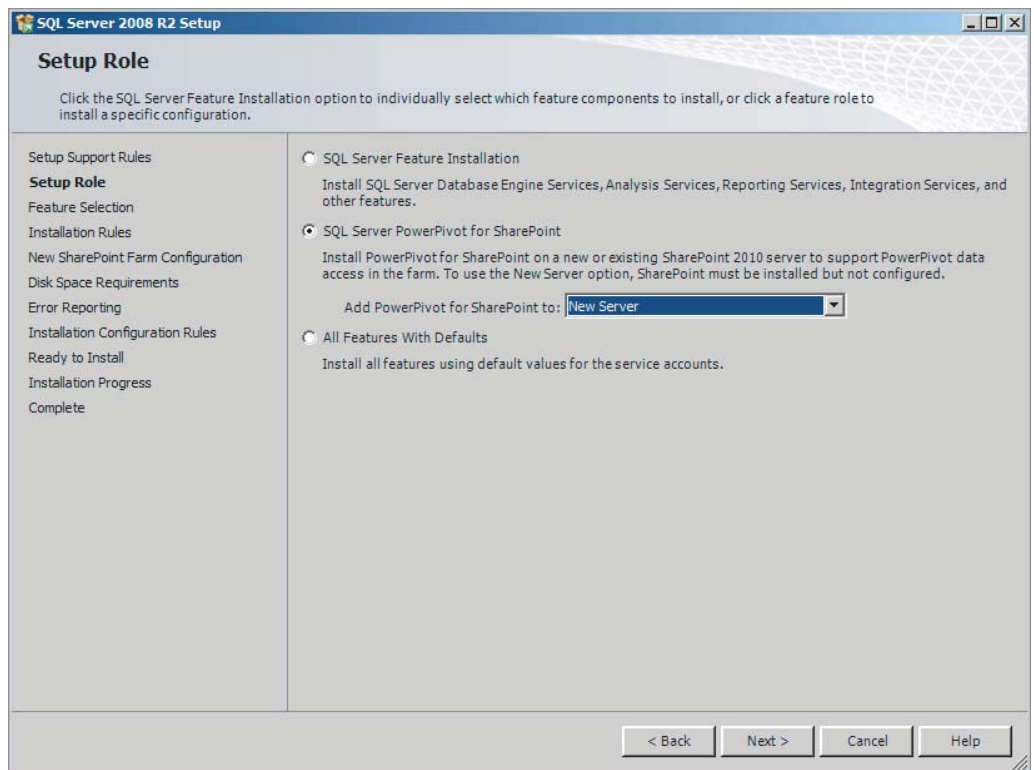 SQL Server 2008 R2 Setup
Setup Role
Click the SQL Server Feature Installation option to individually select which feature components to install, or click a feature role to
install a specific configuration.
Setup Support Rules
Setup Role
Feature Selection
Installation Rules
New SharePoint Farm Configuration
Disk Space Requirements
Error Reporting
Installation Configuration Rules
Ready to Install
Installation Progress
Complete
SQL Server Feature Installation
Install SQL Server Database Engine Services, Analysis Services, Reporting Services, Integration Services, and
other features.
SQL Server PowerPivot for SharePoint
Install PowerPivot for SharePoint on a new or existing SharePoint 2010 server to support PowerPivot data
access in the farm. To use the New Server option, SharePoint must be installed but not configured.
Add PowerPivot for SharePoint to: New Server
All Features With Defaults
Install all features using default values for the service accounts.
< Back Next > Cancel Help